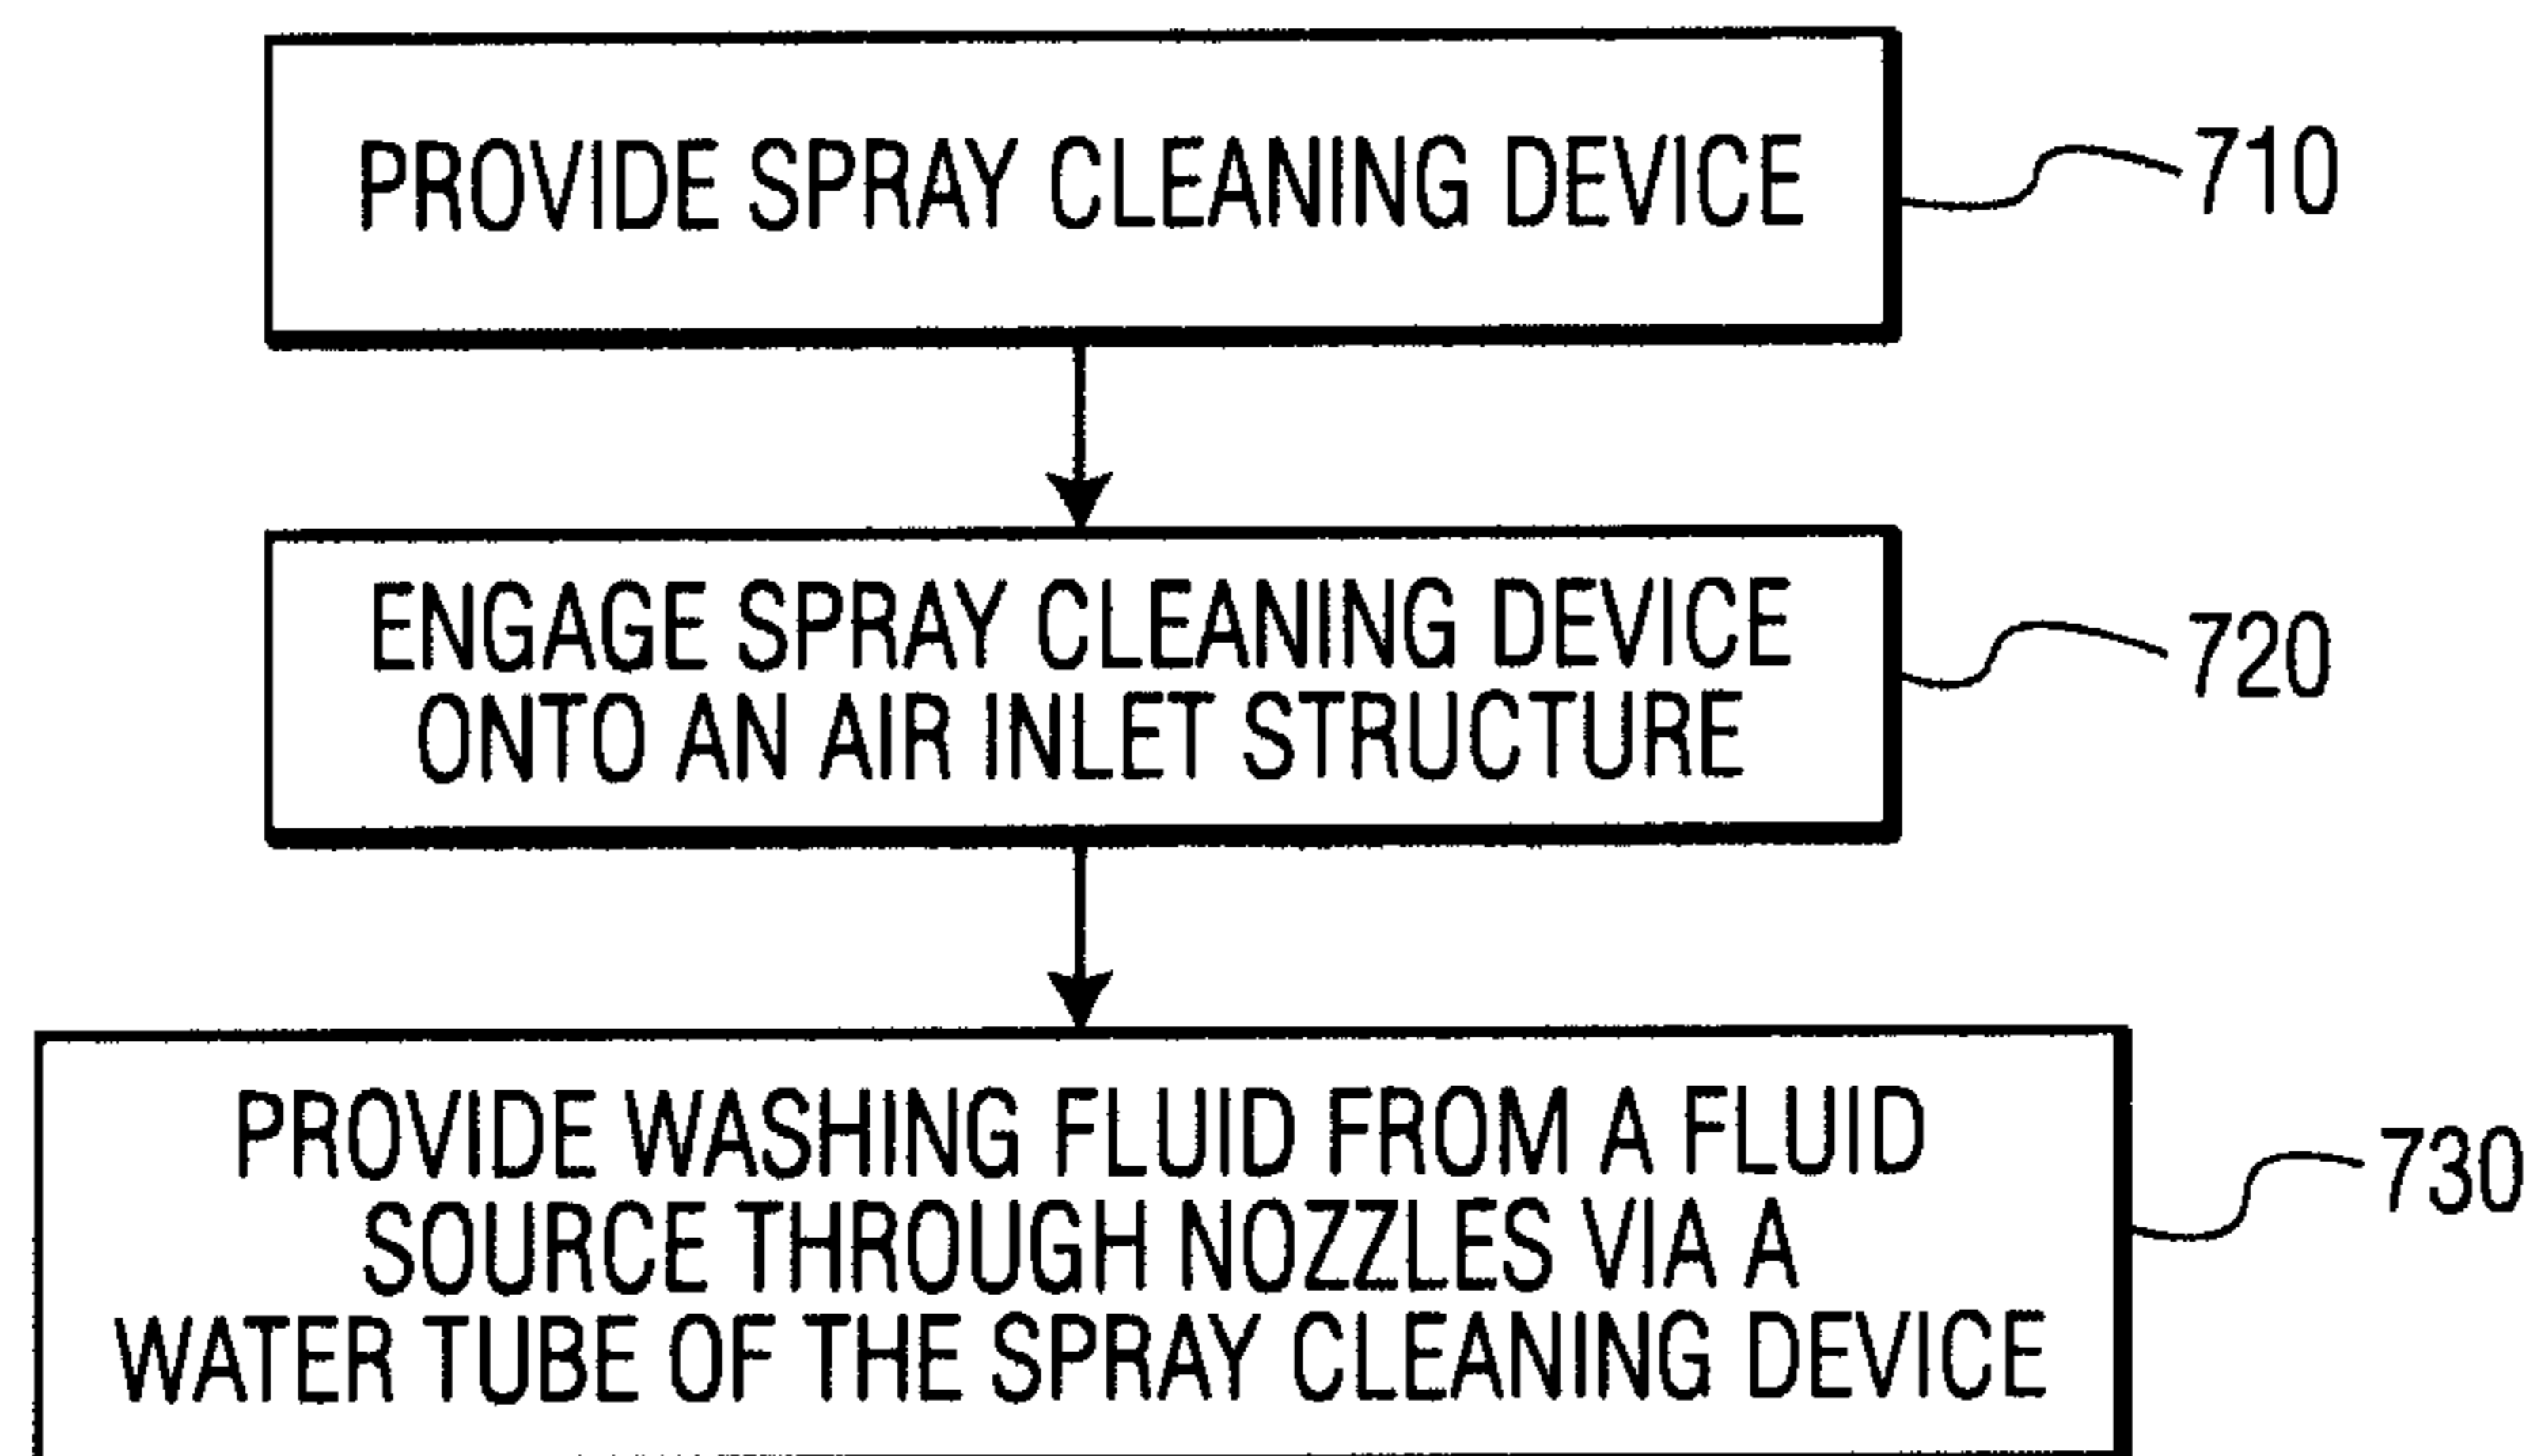 PROVIDE SPRAY CLEANING DEVICE
710
ENGAGE SPRAY CLEANING DEVICE
ONTO AN AIR INLET STRUCTURE
720
PROVIDE WASHING FLUID FROM A FLUID
SOURCE THROUGH NOZZLES VIA A
WATER TUBE OF THE SPRAY CLEANING DEVICE
730